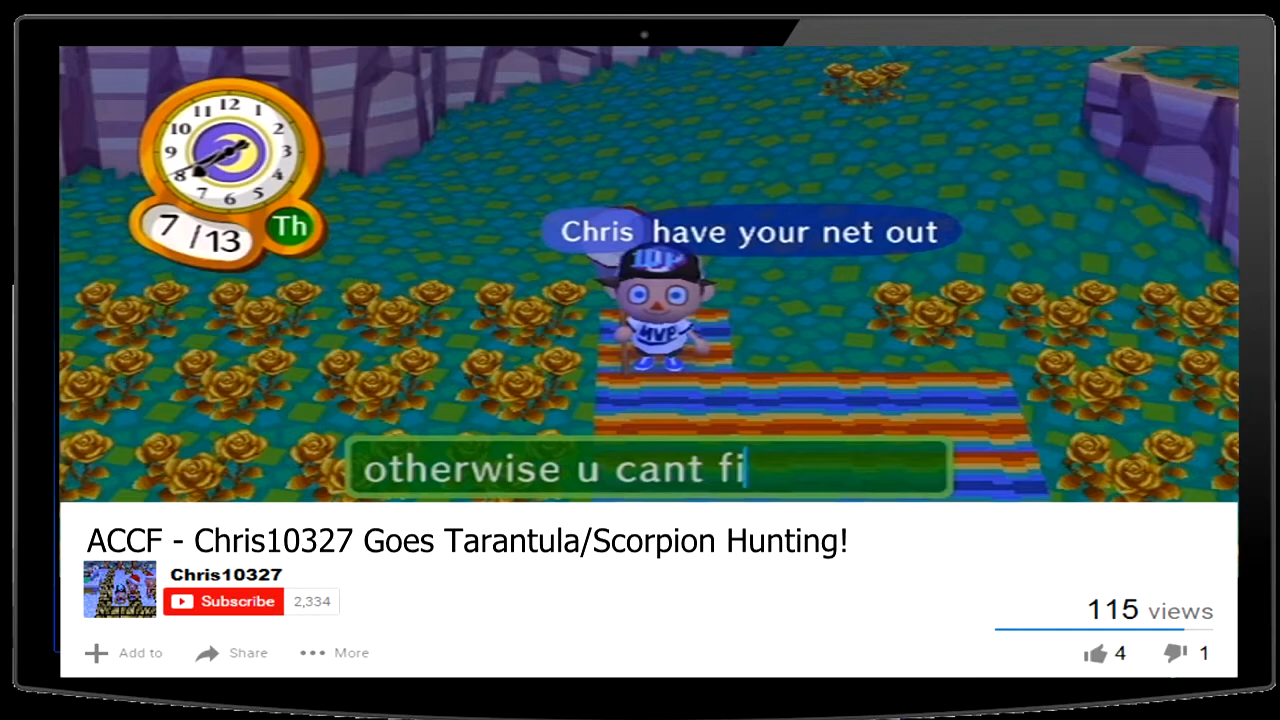 12
11 1
10 2
9 3
8 4
7 5
6
7/13 Th
Chris have your net out
MVP
otherwise u cant fi
ACCF - Chris10327 Goes Tarantula/Scorpion Hunting!
Chris10327
Subscribe 2,334
115 views
Add to Share More
4 1